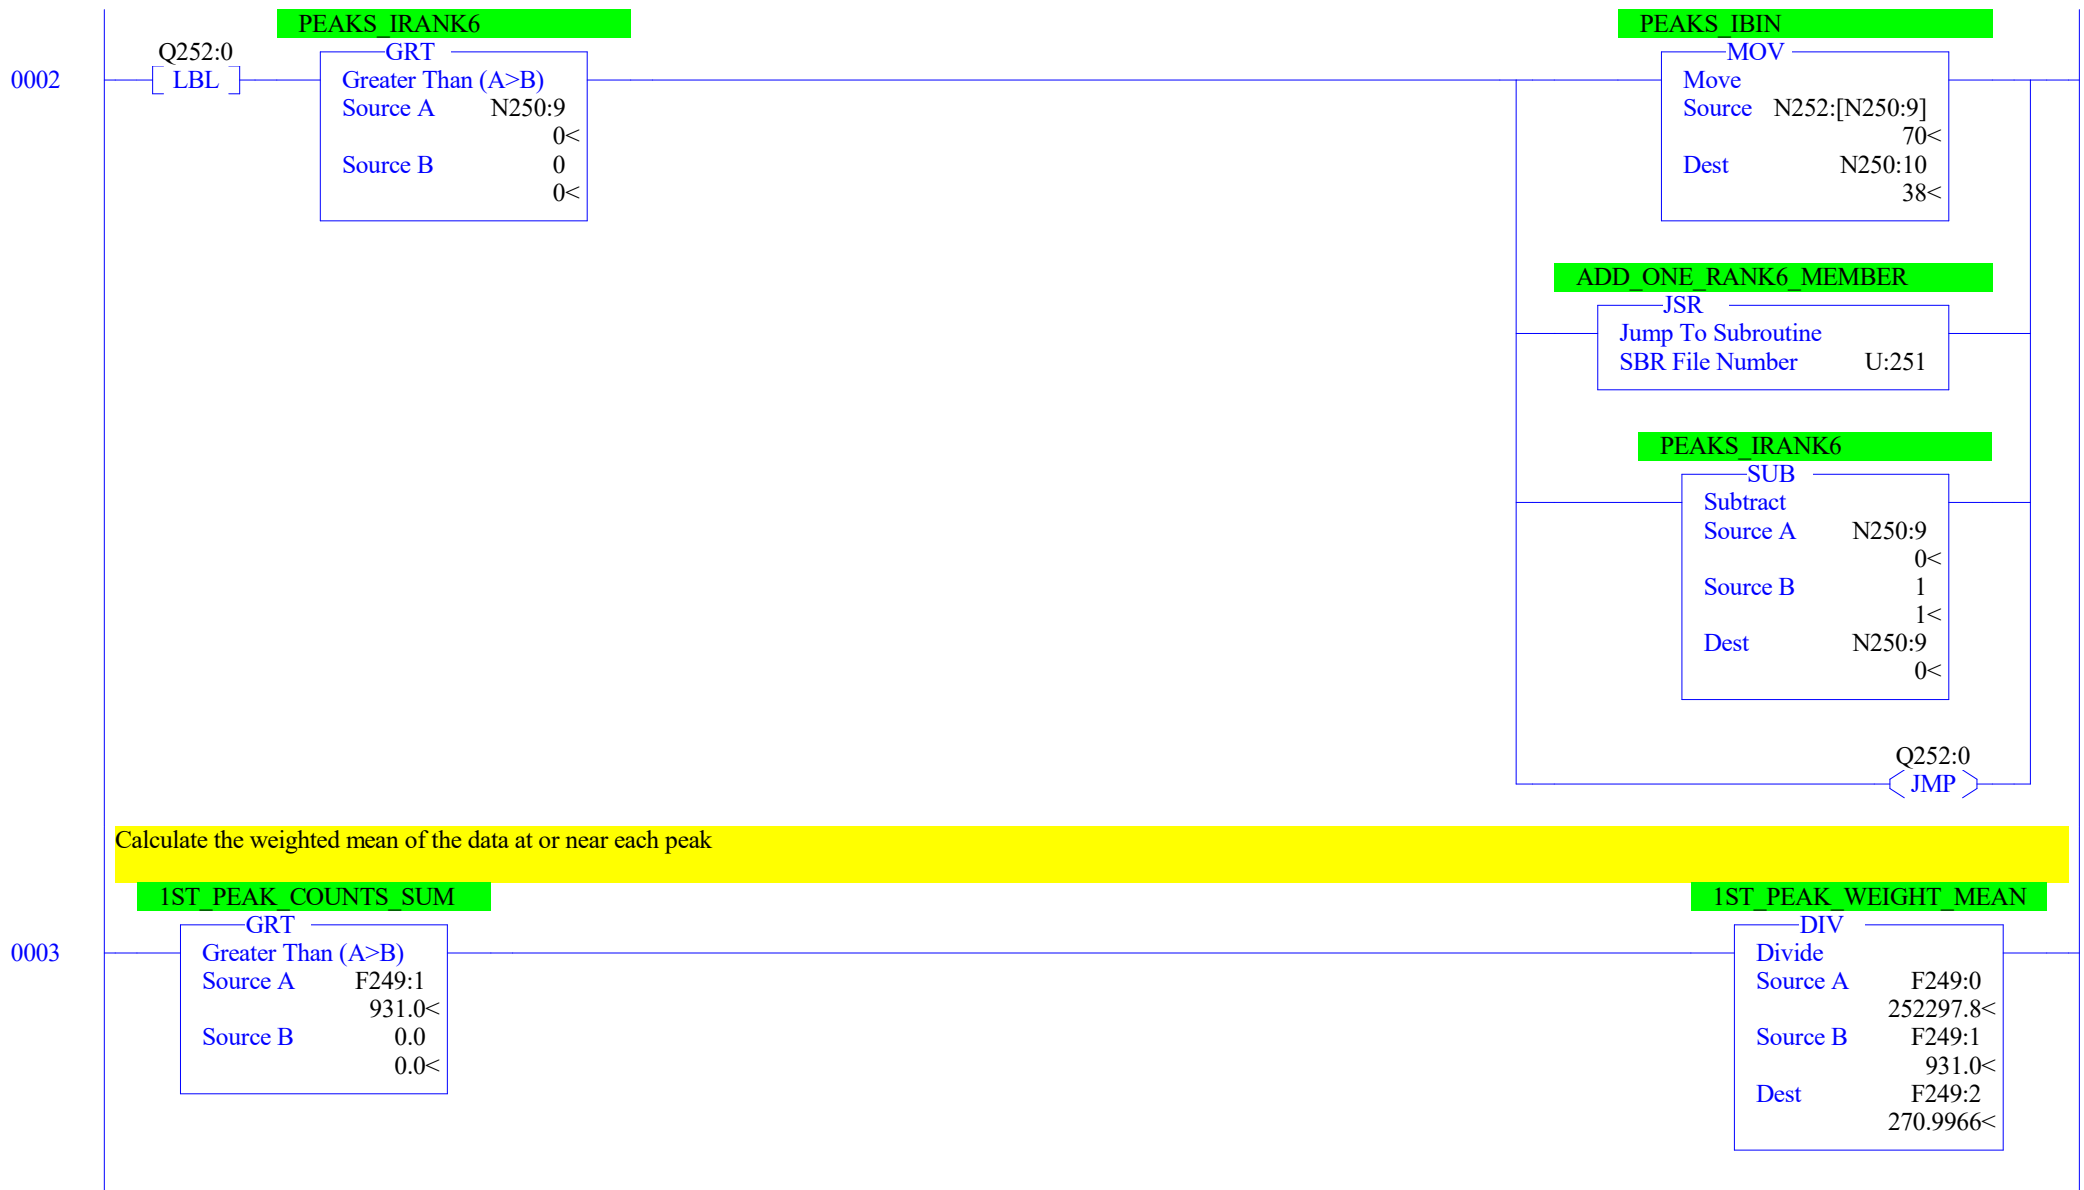 PEAKS_IRANK6
PEAKS_IBIN
Q252:0
GRT
MOV
0002
LBL
Greater Than (A>B)
Move
Source A N250:9
Source N252:[N250:9]
0<
70<
Source B 0
Dest N250:10
0<
38<
ADD_ONE_RANK6_MEMBER
JSR
Jump To Subroutine
SBR File Number U:251
PEAKS_IRANK6
SUB
Subtract
Source A N250:9
0<
Source B 1
1<
Dest N250:9
0<
Q252:0
JMP
Calculate the weighted mean of the data at or near each peak
1ST_PEAK_COUNTS_SUM
1ST_PEAK_WEIGHT_MEAN
GRT
DIV
0003
Greater Than (A>B)
Divide
Source A F249:1
Source A F249:0
931.0<
252297.8<
Source B 0.0
Source B F249:1
0.0<
931.0<
Dest F249:2
270.9966<